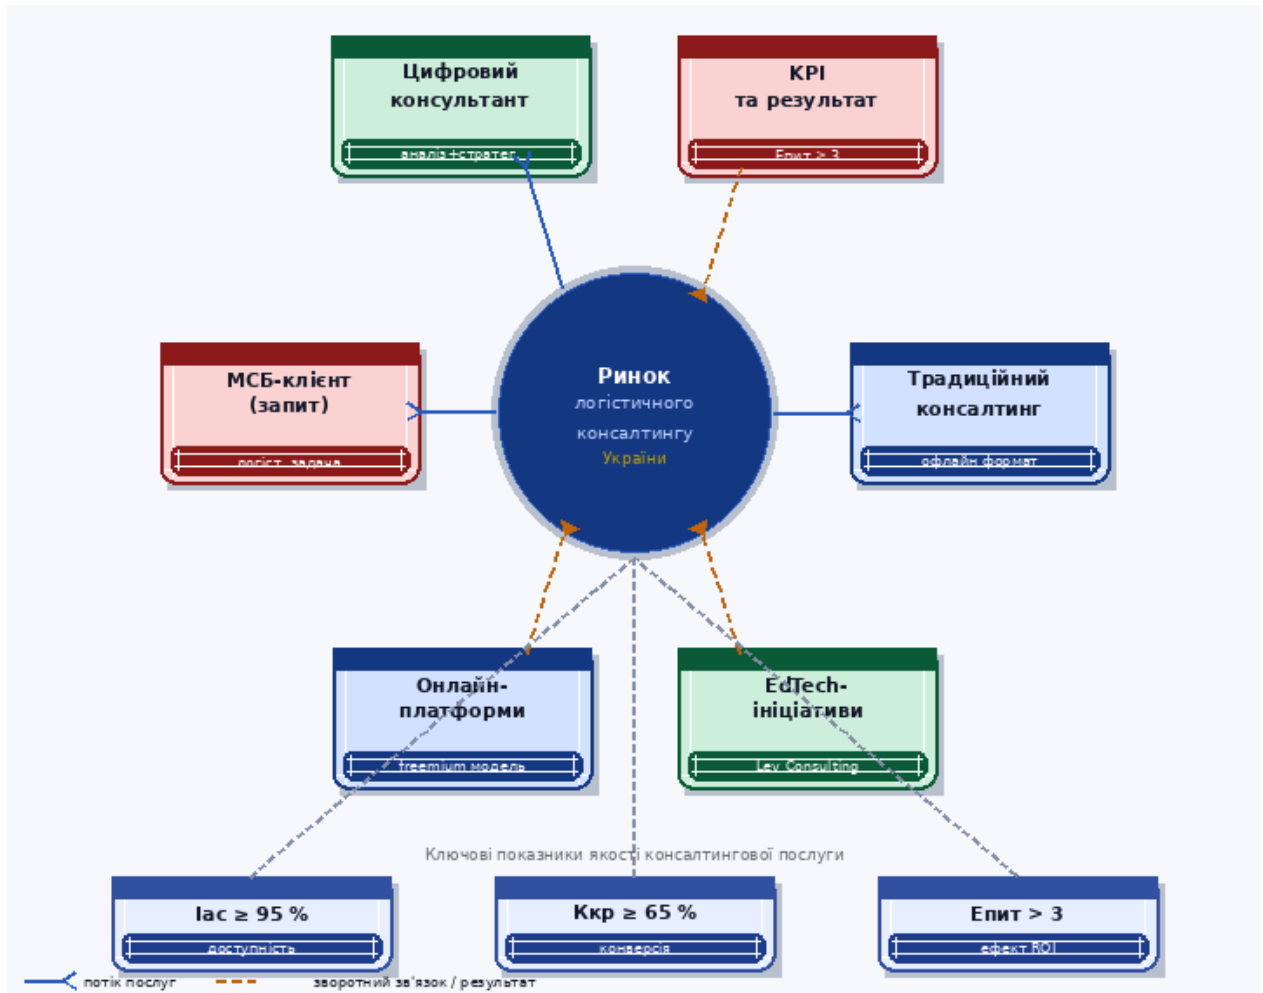 Цифровий
консультант
аналіз+стратег.
KPI
та результат
Eпит ≥ 3
МСБ-клієнт
(запит)
логіст. задача
Ринок
логістичного
консалтингу
України
Традиційний
консалтинг
офлайн формат
Онлайн-
платформи
freemium модель
EdTech-
ініціативи
Lev Consulting
Ключові показники якості консалтингової послуги
Іас ≥ 95 %
доступність
Ккр ≥ 65 %
конверсія
Епит > 3
ефект ROI
потік послуг
зворотний зв'язок / результат